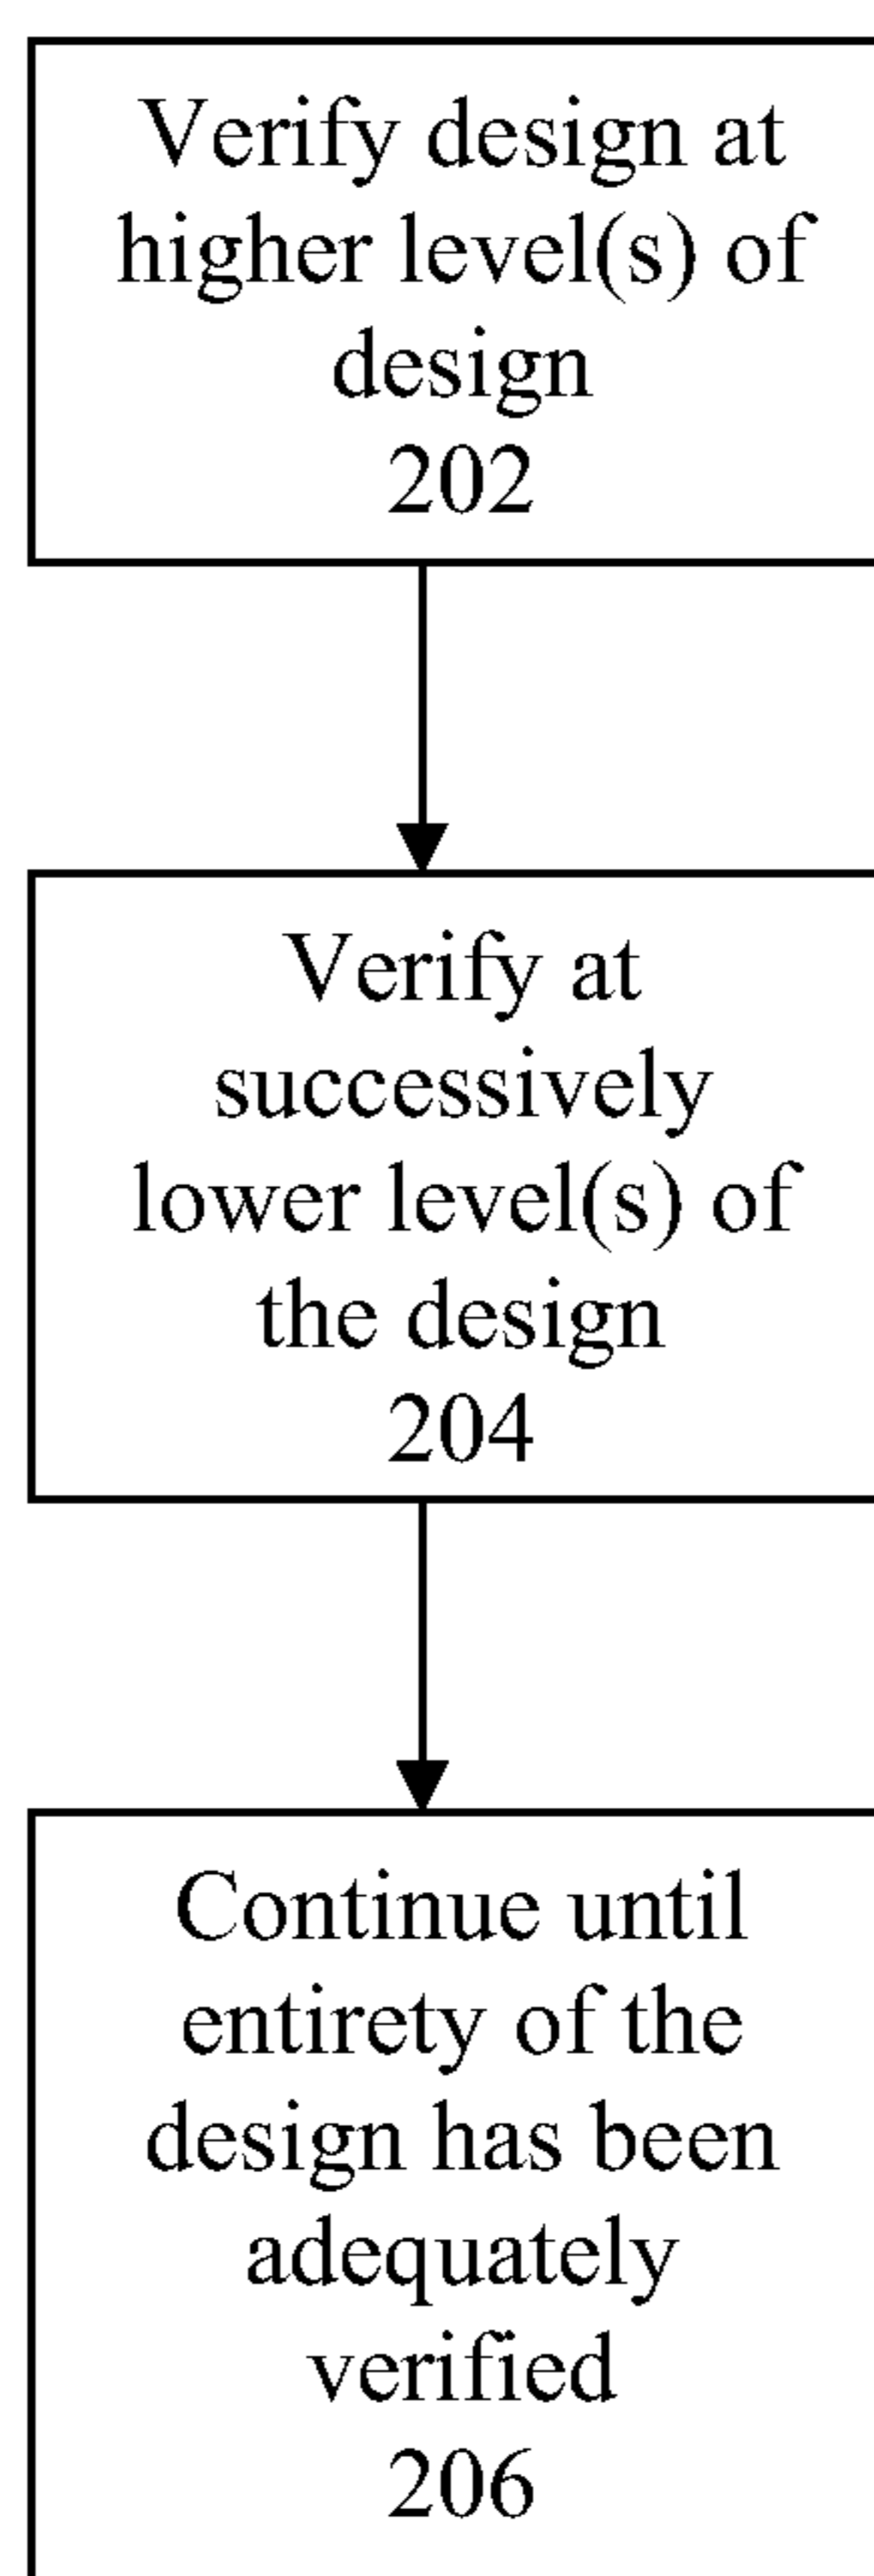 Verify design at
higher level(s) of
design
202
Verify at
successively
lower level(s) of
the design
204
Continue until
entirety of the
design has been
adequately
verified
206